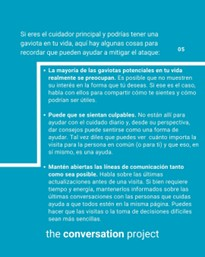 Si eres el cuidador principal y podrías tener una
gaviota en tu vida, aquí hay algunas cosas para
recordar que pueden ayudar a mitigar el ataque:
05
• La mayoría de las gaviotas potenciales en tu vida
realmente se preocupan. Es posible que no muestren
su interés en la forma que tú deseas. Si ese es el caso,
habla con ellos para compartir cómo te sientes y cómo
podrían ser útiles.
• Puede que se sientan culpables. No están allí para
ayudar con el cuidado diario y, desde su perspectiva,
dar consejos puede sentirse como una forma de
ayudar. Tal vez diles que puedes ver cuánto importa la
visita para la persona en común (o para ti) y que eso, en
sí mismo, es una ayuda.
• Mantén abiertas las líneas de comunicación tanto
como sea posible. Habla sobre las últimas
actualizaciones antes de una visita. Si bien requiere
tiempo y energía, mantenerlos informados sobre las
últimas conversaciones con las personas que cuidas
ayuda a que todos estén en la misma página. Puedes
hacer que las visitas o la toma de decisiones difíciles
sean más sencillas.
the conversation project